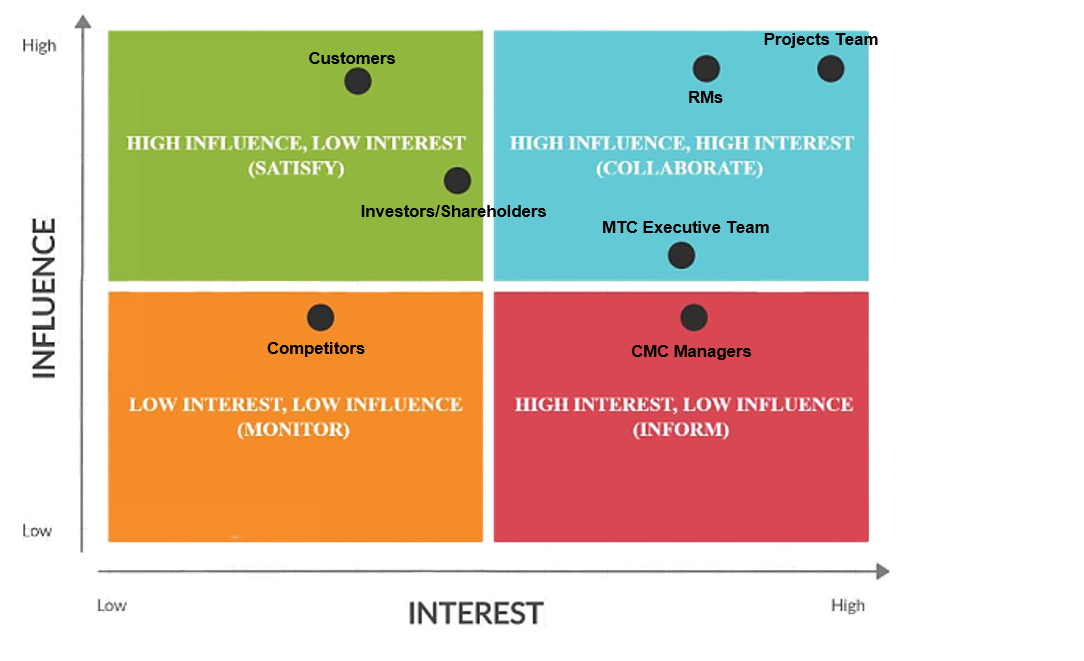 High
Projects Team
Customers
RMs
HIGH INFLUENCE, LOW INTEREST
(SATISFY)
HIGH INFLUENCE, HIGH INTEREST
(COLLABORATE)
Investors/Shareholders
MTC Executive Team
INFLUENCE
Competitors
CMC Managers
LOW INTEREST, LOW INFLUENCE
(MONITOR)
HIGH INTEREST, LOW INFLUENCE
(INFORM)
Low
Low
INTEREST
High